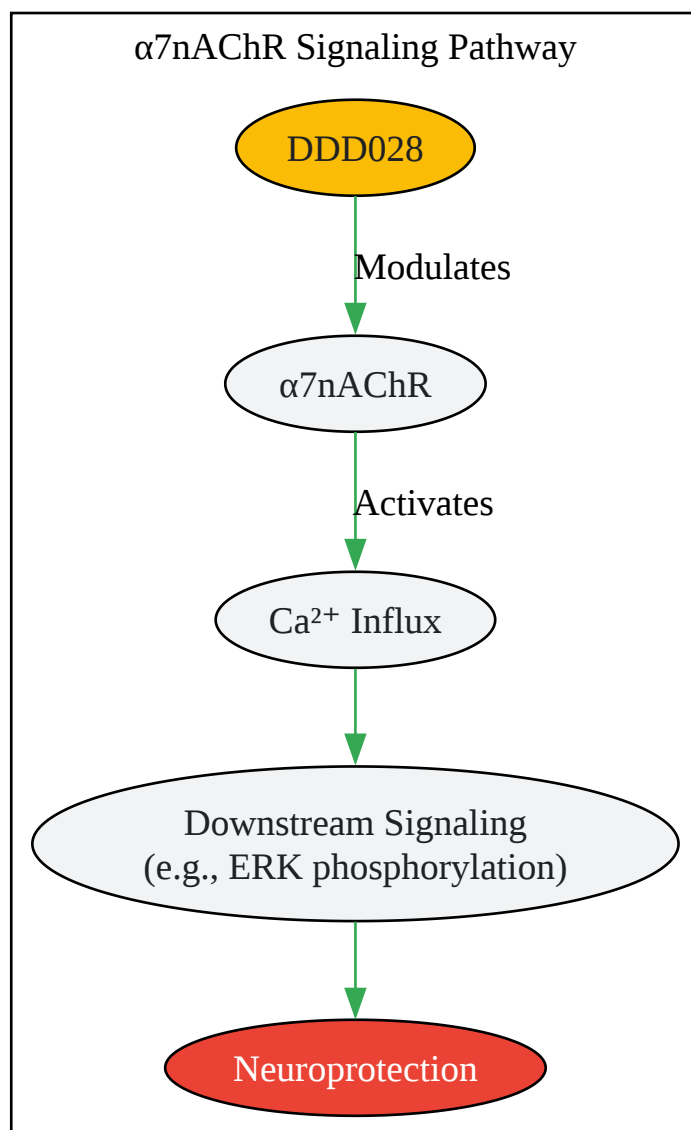 α7nAChR Signaling Pathway
DDD028
Modulates
α7nAChR
Activates
Ca²⁺ Influx
Downstream Signaling
(e.g., ERK phosphorylation)
Neuroprotection